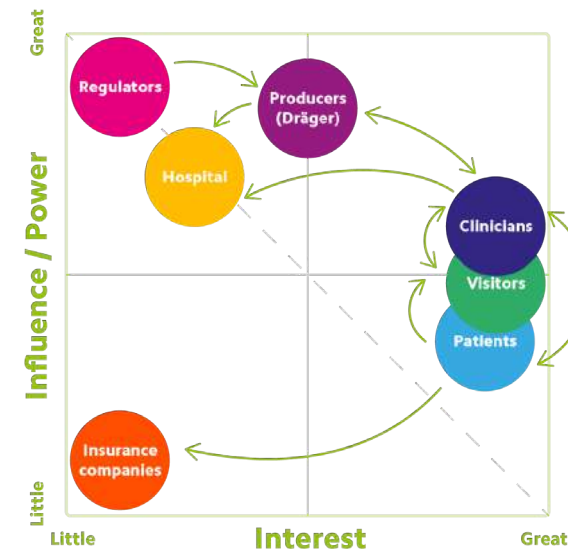 Great
Influence / Power
Little
Regulators
Producers
(Dräger)
Hospital
Clinicians
Visitors
Patients
Insurance
companies
Little
Interest
Great